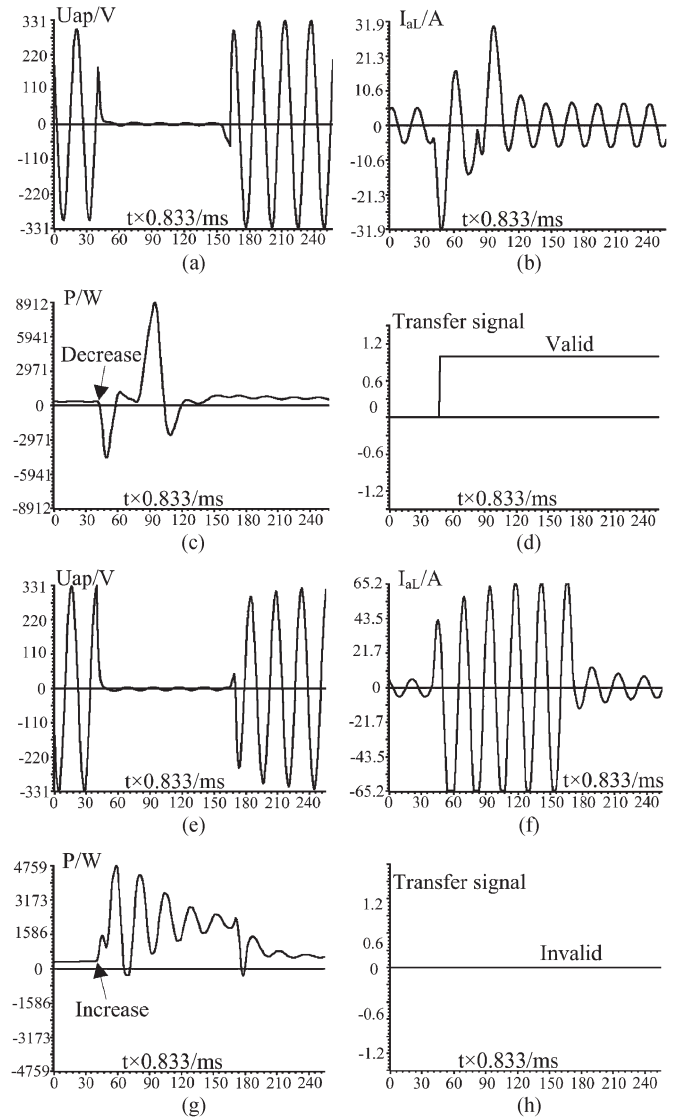 Uap/V
331
220
110
0
-110
-220
-331
t×0.833/ms
0 30 60 90 120 150 180 210 240
(a)
IaL/A
31.9
21.3
10.6
0
-10.6
-21.3
-31.9
t×0.833/ms
0 30 60 90 120 150 180 210 240
(b)
P/W
8912
5941
2971
0
-2971
-5941
-8912
Decrease
t×0.833/ms
0 30 60 90 120 150 180 210 240
(c)
Transfer signal
Valid
1.2
0.6
0
-0.6
-1.2
t×0.833/ms
0 30 60 90 120 150 180 210 240
(d)
Uap/V
331
220
110
0
-110
-220
-331
t×0.833/ms
0 30 60 90 120 150 180 210 240
(e)
IaL/A
65.2
43.5
21.7
0
-21.7
-43.5
-65.2
t×0.833/ms
0 30 60 90 120 150 180 210 240
(f)
P/W
4759
3173
1586
0
-1586
-3173
-4759
Increase
t×0.833/ms
0 30 60 90 120 150 180 210 240
(g)
Transfer signal
Invalid
1.2
0.6
0
-0.6
-1.2
t×0.833/ms
0 30 60 90 120 150 180 210 240
(h)